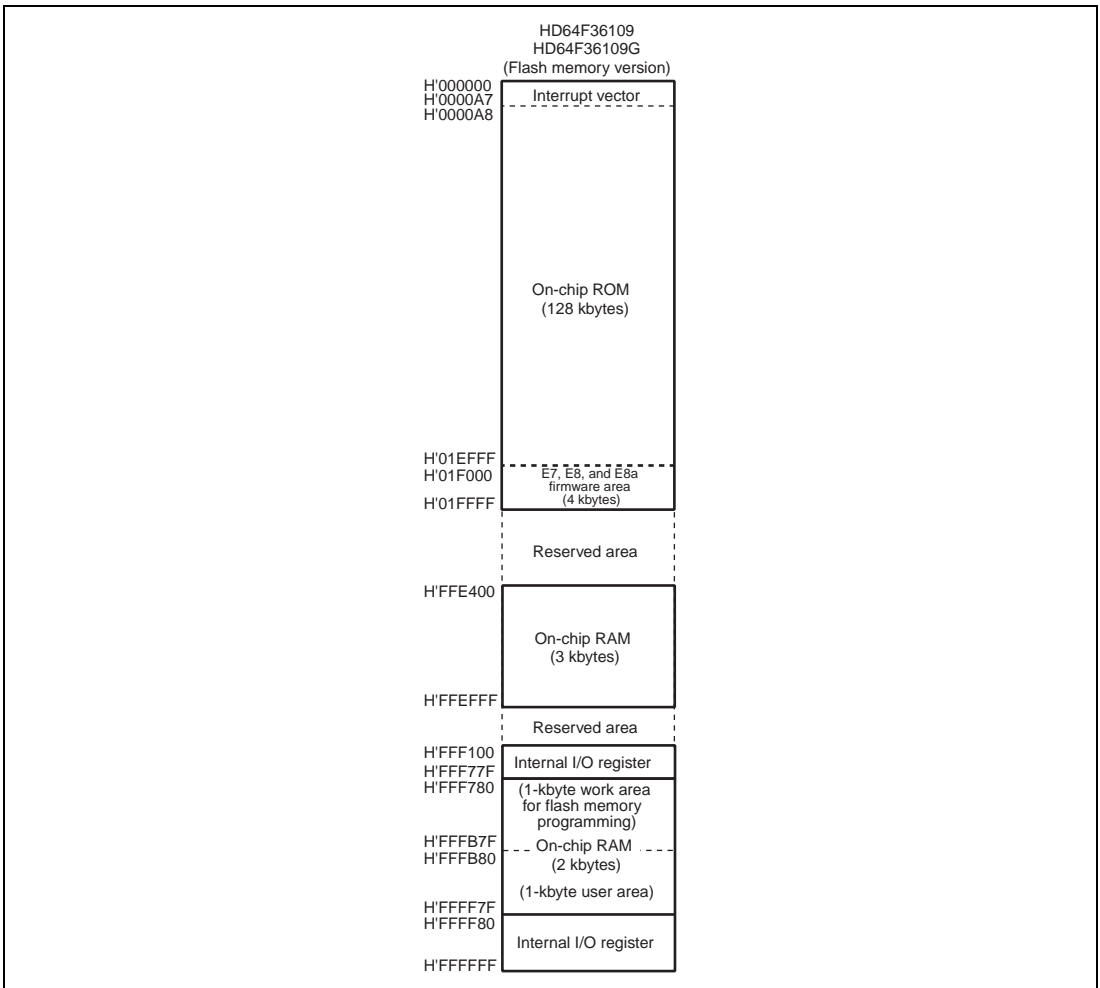 HD64F36109
HD64F36109G
(Flash memory version)
H'000000
Interrupt vector
H'0000A7
H'0000A8
On-chip ROM
(128 kbytes)
H'01EFFF
H'01F000
E7, E8, and E8a
firmware area
(4 kbytes)
H'01FFFF
Reserved area
H'FFE400
On-chip RAM
(3 kbytes)
H'FFEFFF
Reserved area
H'FFF100
Internal I/O register
H'FFF77F
H'FFF780
(1-kbyte work area
for flash memory
programming)
H'FFFB7F
On-chip RAM
H'FFFB80
(2 kbytes)
(1-kbyte user area)
H'FFFF7F
H'FFFF80
Internal I/O register
H'FFFFFF